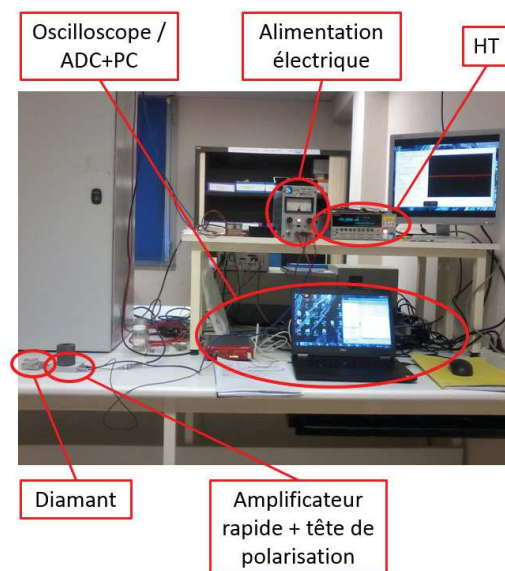 Oscilloscope /
ADC+PC
Alimentation
électrique
HT
Diamant
Amplificateur
rapide + tête de
polarisation